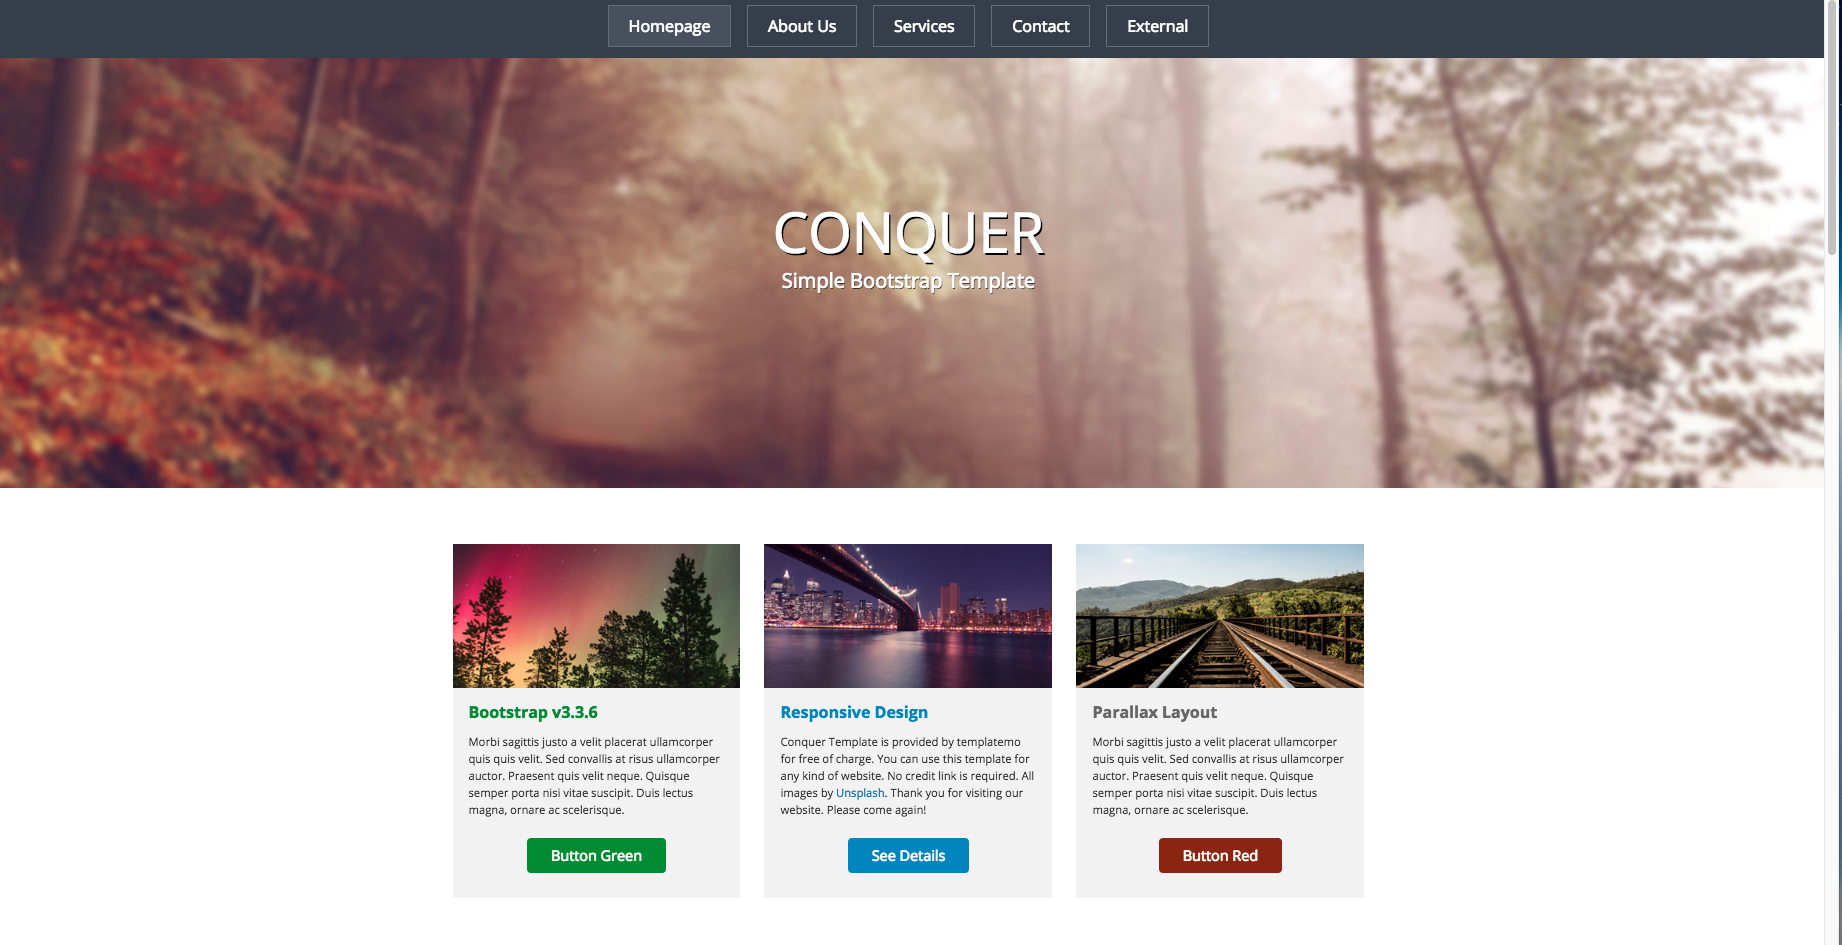 Homepage About Us Services Contact External
CONQUER
Simple Bootstrap Template
Bootstrap v3.3.6
Morbi sagittis justo a velit placerat ullamcorper
quis quis velit. Sed convallis at risus ullamcorper
auctor. Praesent quis velit neque. Quisque
semper porta nisi vitae suscipit. Duis lectus
magna, ornare ac scelerisque.
Button Green
Responsive Design
Conquer Template is provided by templatemo
for free of charge. You can use this template for
any kind of website. No credit link is required. All
images by Unsplash. Thank you for visiting our
website. Please come again!
See Details
Parallax Layout
Morbi sagittis justo a velit placerat ullamcorper
quis quis velit. Sed convallis at risus ullamcorper
auctor. Praesent quis velit neque. Quisque
semper porta nisi vitae suscipit. Duis lectus
magna, ornare ac scelerisque.
Button Red